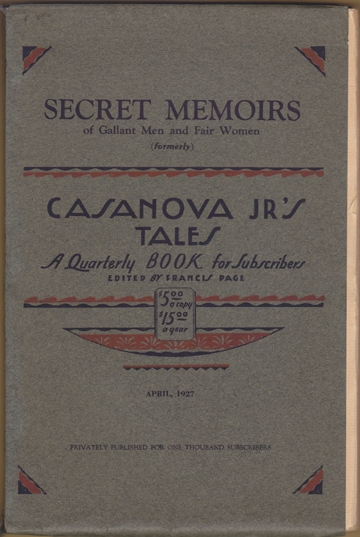 SECRET MEMOIRS
of Gallant Men and Fair Women
(formerly)
CASANOVA JR'S
TALES
A Quarterly BOOK for Subscribers
EDITED BY FRANCIS PAGE
$5.00
a copy
$15.00
a year
APRIL, 1927
PRIVATELY PUBLISHED FOR ONE THOUSAND SUBSCRIBERS